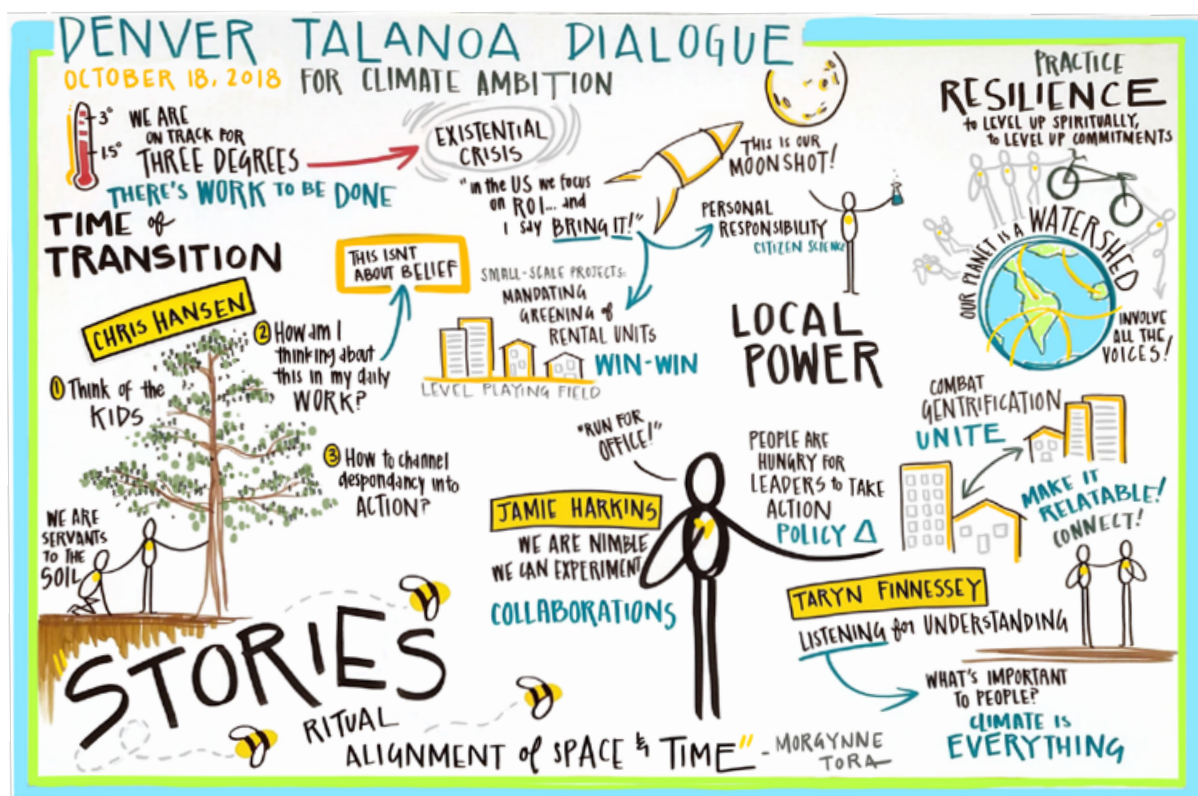 DENVER TALANOA DIALOGUE
OCTOBER 18, 2018 FOR CLIMATE AMBITION
3°
1.5°
WE ARE
ON TRACK FOR
THREE DEGREES
THERE'S WORK TO BE DONE
EXISTENTIAL
CRISIS
"in the US we focus
on ROI... and
I say BRING IT!"
THIS IS OUR
MOONSHOT!
PERSONAL
RESPONSIBILITY
CITIZEN SCIENCE
PRACTICE
RESILIENCE
to LEVEL UP SPIRITUALLY,
to LEVEL UP COMMITMENTS
OUR PLANET IS A WATERSHED
INVOLVE
ALL THE
VOICES!
TIME of
TRANSITION
CHRIS HANSEN
1 Think of the
KIDS
2 How am I
thinking about
this in my daily
WORK?
THIS ISNT
ABOUT BELIEF
3 How to channel
despondancy into
ACTION?
WE ARE
SERVANTS
TO THE
SOIL
SMALL-SCALE PROJECTS:
MANDATING
GREENING of
RENTAL UNITS
WIN-WIN
LEVEL PLAYING FIELD
LOCAL
POWER
"RUN FOR
OFFICE!"
JAMIE HARKINS
WE ARE NIMBLE
WE CAN EXPERIMENT
COLLABORATIONS
PEOPLE ARE
HUNGRY FOR
LEADERS to TAKE
ACTION
POLICY Δ
COMBAT
GENTRIFICATION
UNITE
MAKE IT
RELATABLE!
CONNECT!
TARYN FINNESSEY
LISTENING for UNDERSTANDING
WHAT'S IMPORTANT
TO PEOPLE?
CLIMATE IS
EVERYTHING
STORIES
RITUAL
ALIGNMENT of SPACE & TIME" - MORGYNNE
TORA